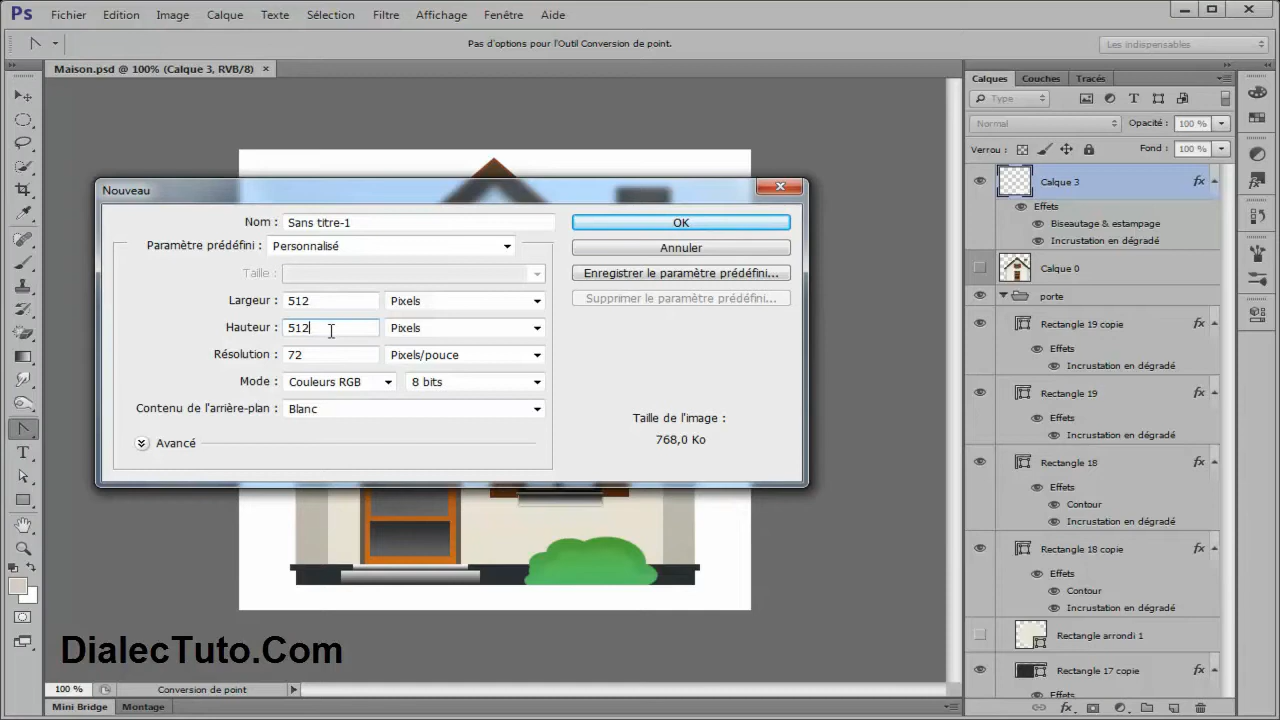 Ps Fichier Edition Image Calque Texte Sélection Filtre Affichage Fenêtre Aide
Pas d'options pour l'Outil Conversion de point. Les indispensables
Maison.psd @ 100% (Calque 3, RVB/8) ×
Calques Couches Tracés
Type
Normal Opacité : 100 %
Verrou : Fond : 100 %
Calque 3 fx
Effets
Biseautage & estampage
Incrustation en dégradé
Calque 0
porte
Rectangle 19 copie fx
Effets
Incrustation en dégradé
Rectangle 19 fx
Effets
Incrustation en dégradé
Rectangle 18 fx
Effets
Contour
Incrustation en dégradé
Rectangle 18 copie fx
Effets
Contour
Incrustation en dégradé
Rectangle arrondi 1
Rectangle 17 copie fx
Effets
fx
Nouveau
Nom : Sans titre-1 OK
Paramètre prédéfini : Personnalisé Annuler
Taille : Enregistrer le paramètre prédéfini...
Largeur : 512 Pixels Supprimer le paramètre prédéfini...
Hauteur : 512 Pixels
Résolution : 72 Pixels/pouce
Mode : Couleurs RGB 8 bits
Contenu de l'arrière-plan : Blanc
Taille de l'image :
768,0 Ko
Avancé
DialecTuto.Com
100 % Conversion de point
Mini Bridge Montage